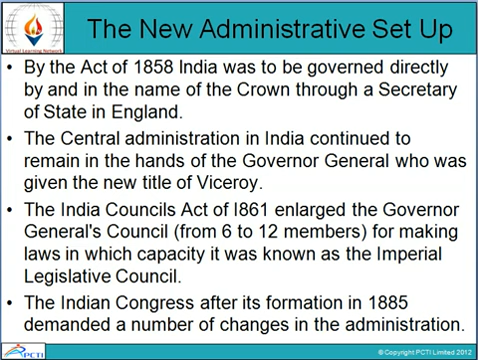 The New Administrative Set Up
Virtual Learning Network
• By the Act of 1858 India was to be governed directly
by and in the name of the Crown through a Secretary
of State in England.
• The Central administration in India continued to
remain in the hands of the Governor General who was
given the new title of Viceroy.
• The India Councils Act of I861 enlarged the Governor
General's Council (from 6 to 12 members) for making
laws in which capacity it was known as the Imperial
Legislative Council.
• The Indian Congress after its formation in 1885
demanded a number of changes in the administration.
PCTI
© Copyright PCTI Limited 2012